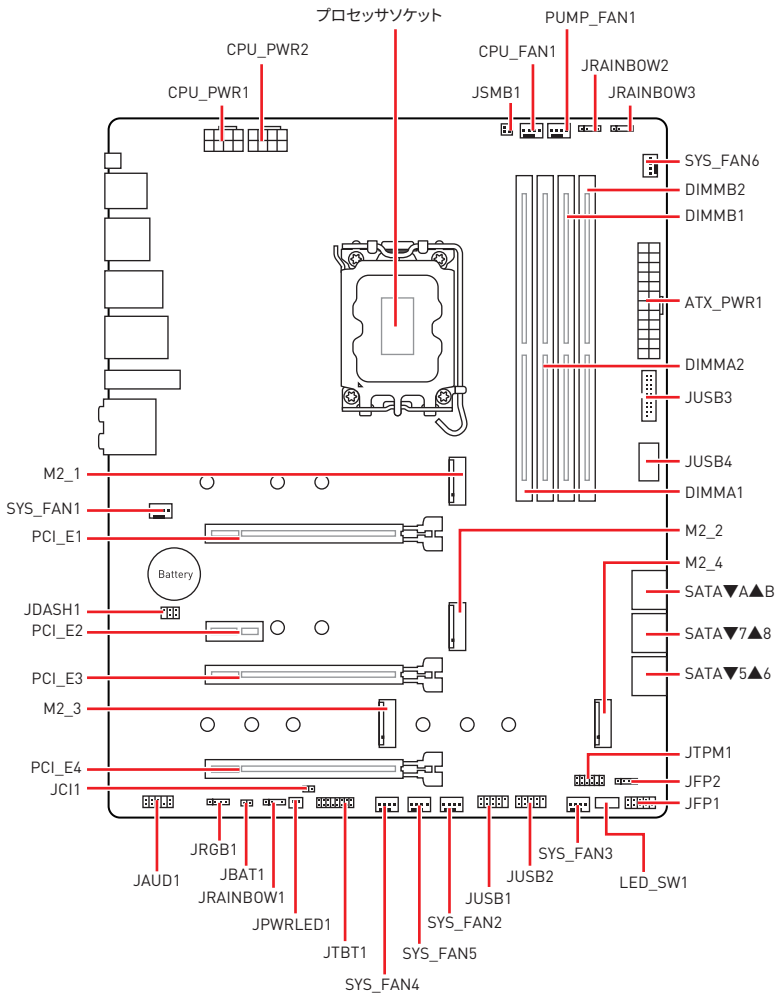 プロセッサソケット
PUMP_FAN1
CPU_FAN1
CPU_PWR2
JRAINBOW2
CPU_PWR1
JSMB1
JRAINBOW3
SYS_FAN6
DIMMB2
DIMMB1
ATX_PWR1
DIMMA2
JUSB3
JUSB4
M2_1
DIMMA1
SYS_FAN1
PCI_E1
M2_2
M2_4
Battery
SATA▼A▲B
JDASH1
SATA▼7▲8
PCI_E2
SATA▼5▲6
PCI_E3
M2_3
JTPM1
PCI_E4
JFP2
JCI1
JFP1
JRGB1
SYS_FAN3
JAUD1
JBAT1
JUSB2
LED_SW1
JRAINBOW1
JUSB1
JPWRLED1
SYS_FAN2
JTBT1
SYS_FAN5
SYS_FAN4